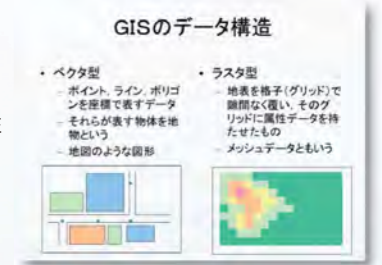 GISのデータ構造
• ベクタ型
– ポイント，ライン，ポリゴ
ンを座標で表すデータ
– それらが表す物体を地
物という
– 地図のような図形
• ラスタ型
– 地表を格子（グリッド）で
隙間なく覆い，そのグ
リッドに属性データを持
たせたもの
– メッシュデータともいう